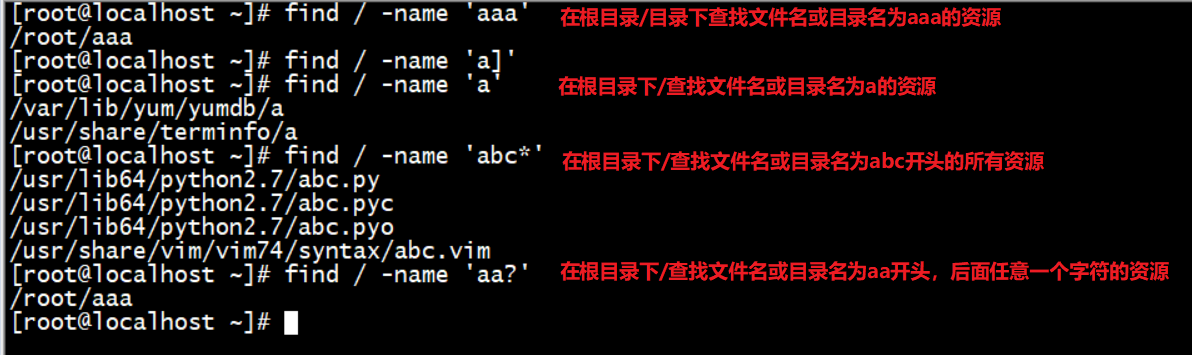 [root@localhost ~]# find / -name 'aaa' 在根目录/目录下查找文件名或目录名为aaa的资源
/root/aaa
[root@localhost ~]# find / -name 'a]'
[root@localhost ~]# find / -name 'a' 在根目录下/查找文件名或目录名为a的资源
/var/lib/yum/yumdb/a
/usr/share/terminfo/a
[root@localhost ~]# find / -name 'abc*' 在根目录下/查找文件名或目录名为abc开头的所有资源
/usr/lib64/python2.7/abc.py
/usr/lib64/python2.7/abc.pyc
/usr/lib64/python2.7/abc.pyo
/usr/share/vim/vim74/syntax/abc.vim
[root@localhost ~]# find / -name 'aa?' 在根目录下/查找文件名或目录名为aa开头，后面任意一个字符的资源
/root/aaa
[root@localhost ~]#